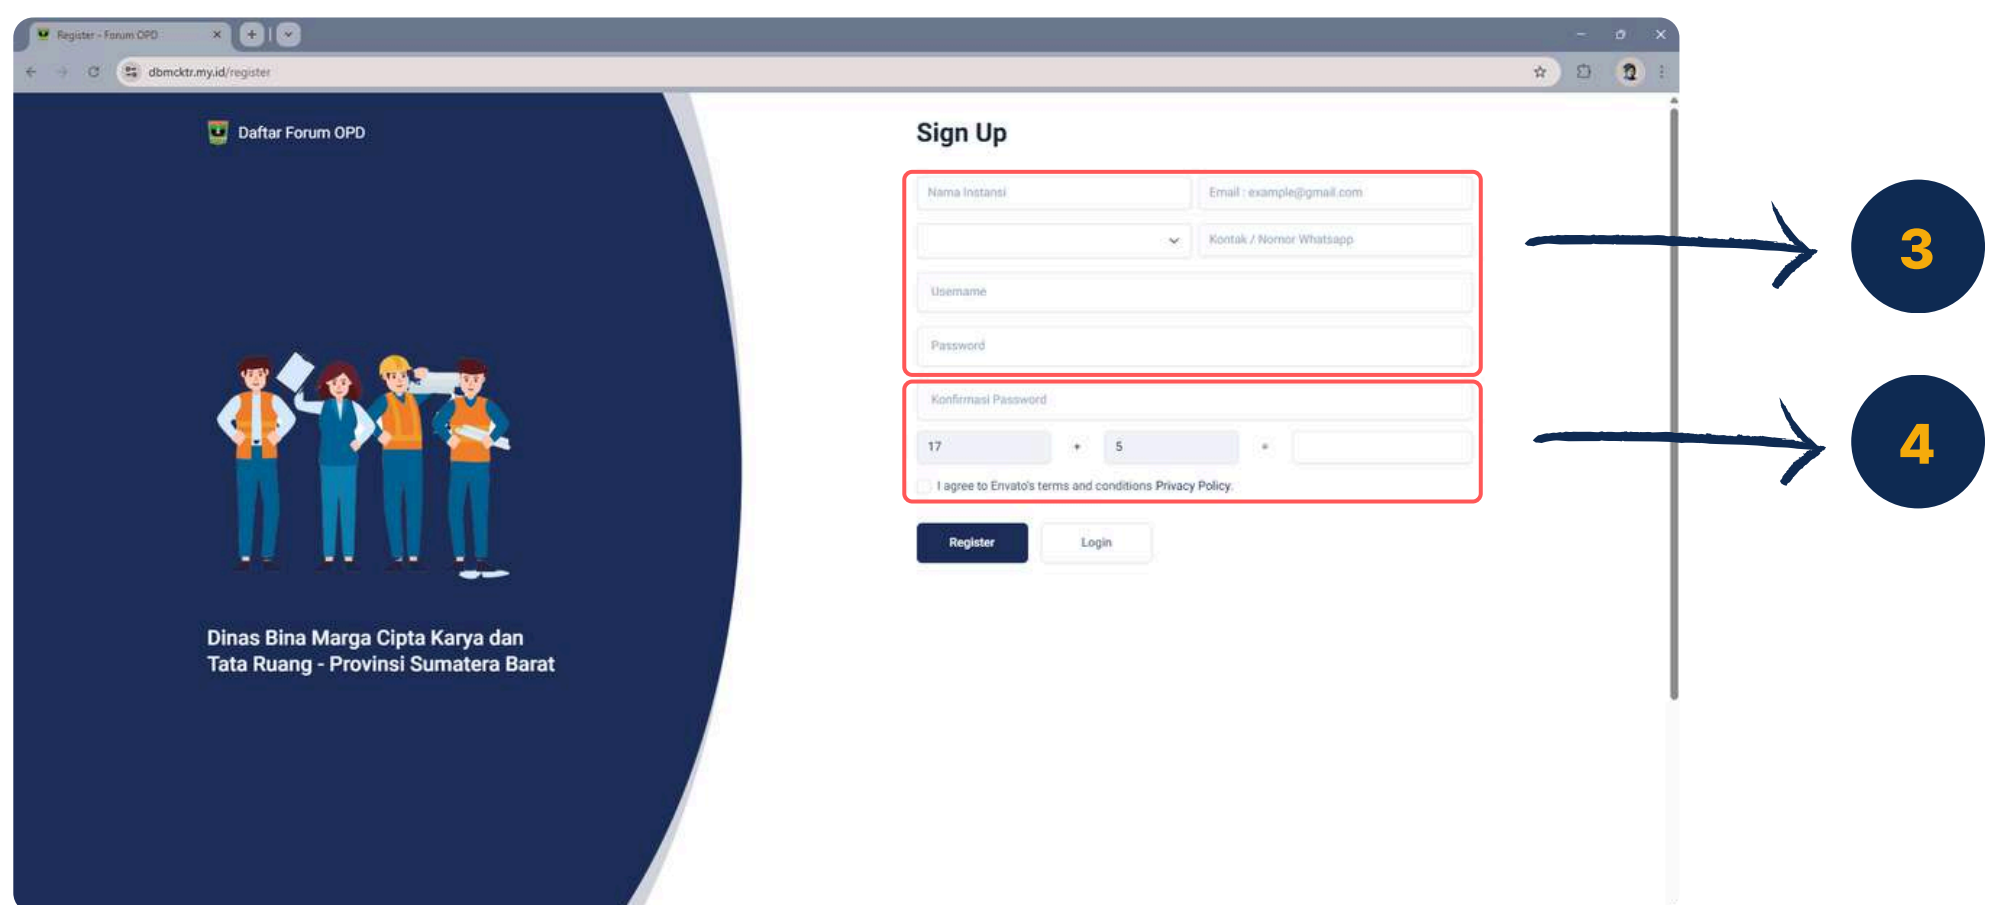 Register - Forum OPD
dbmcktr.my.id/register
Daftar Forum OPD
Sign Up
Nama Instansi
Email : example@gmail.com
Kontak / Nomor Whatsapp
Username
Password
3
Konfirmasi Password
17 + 5 =
I agree to Envato's terms and conditions Privacy Policy.
4
Register
Login
Dinas Bina Marga Cipta Karya dan
Tata Ruang - Provinsi Sumatera Barat